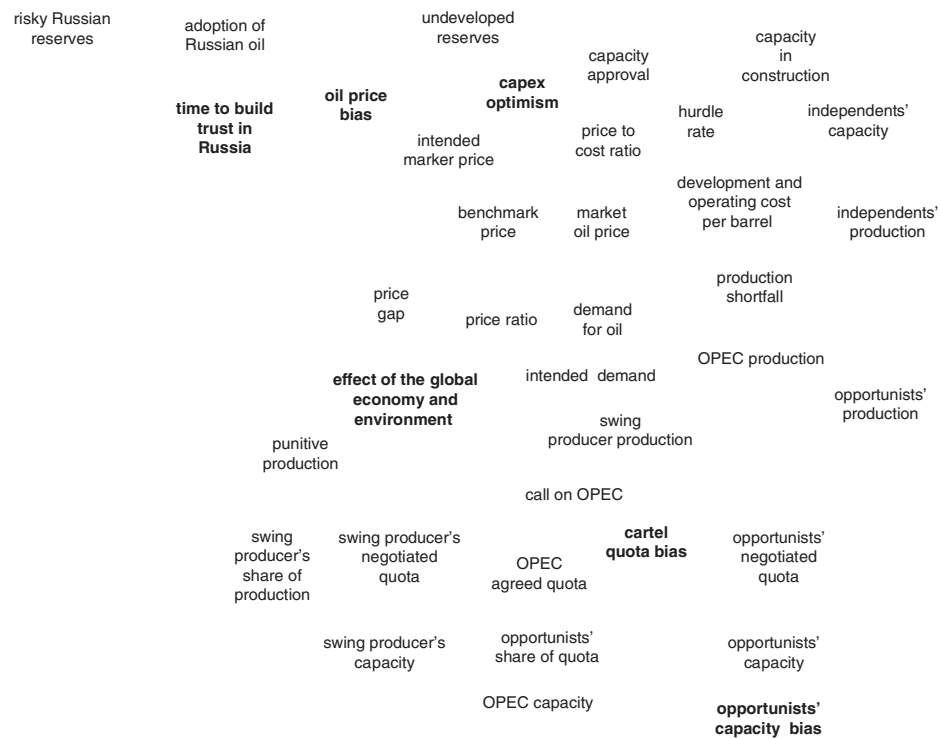 risky Russian
reserves
adoption of
Russian oil
undeveloped
reserves
capacity
approval
capacity
in
construction
time to build
trust in
Russia
oil price
bias
capex
optimism
intended
marker price
price to
cost ratio
hurdle
rate
independents’
capacity
development and
operating cost
per barrel
benchmark
price
market
oil price
independents’
production
production
shortfall
price
gap
price ratio
demand
for oil
OPEC production
effect of the global
economy and
environment
intended demand
opportunists’
production
swing
producer production
punitive
production
call on OPEC
swing
producer’s
share of
production
swing producer’s
negotiated
quota
OPEC
agreed quota
cartel
quota bias
opportunists’
negotiated
quota
swing producer’s
capacity
opportunists’
share of quota
opportunists’
capacity
OPEC capacity
opportunists’
capacity bias